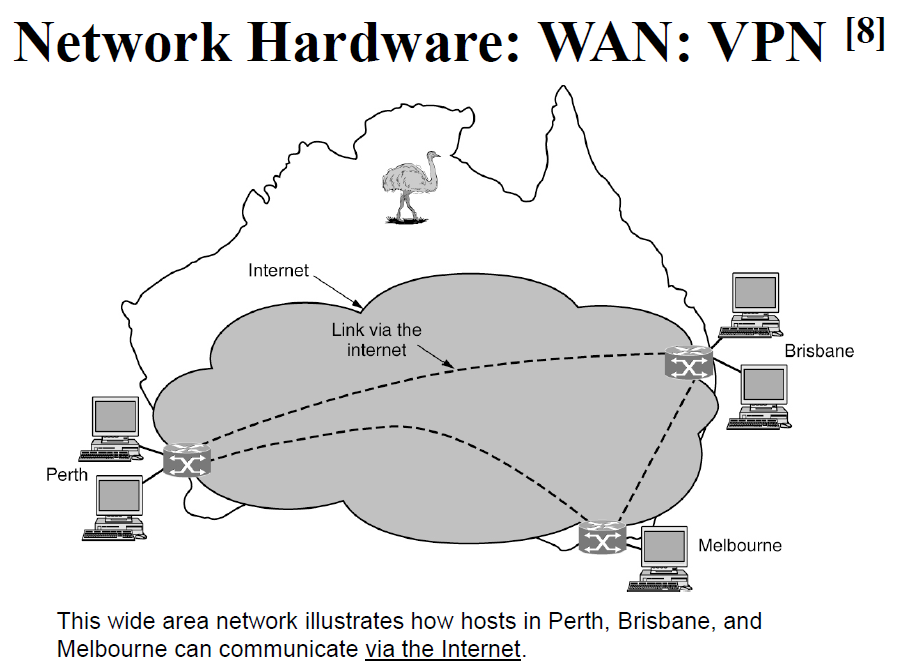 Network Hardware: WAN: VPN [8]
Internet
Link via the
internet
Brisbane
Perth
Melbourne
This wide area network illustrates how hosts in Perth, Brisbane, and
Melbourne can communicate via the Internet.